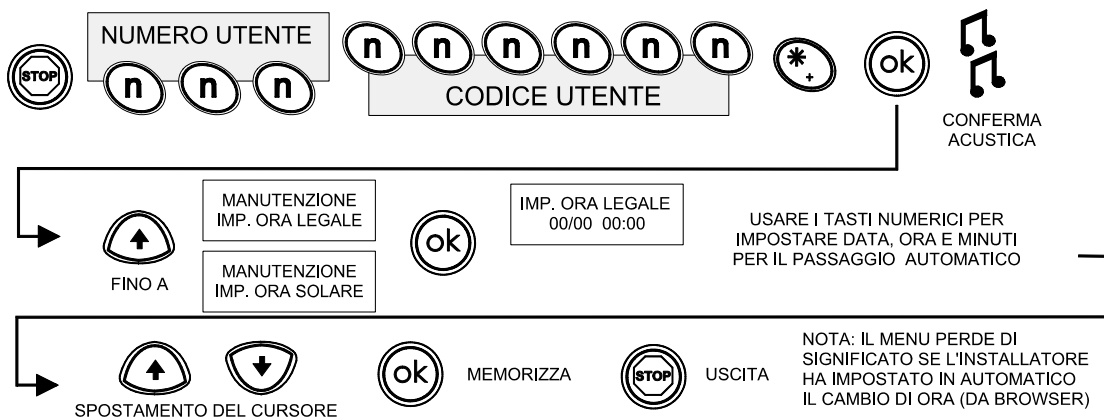 NUMERO UTENTE
STOP
n n n
n n n n n n
CODICE UTENTE
*+
ok
CONFERMA
ACUSTICA
FINO A
MANUTENZIONE
IMP. ORA LEGALE
MANUTENZIONE
IMP. ORA SOLARE
ok
IMP. ORA LEGALE
00/00 00:00
USARE I TASTI NUMERICI PER
IMPOSTARE DATA, ORA E MINUTI
PER IL PASSAGGIO AUTOMATICO
SPOSTAMENTO DEL CURSORE
ok
MEMORIZZA
STOP
USCITA
NOTA: IL MENU PERDE DI
SIGNIFICATO SE L'INSTALLATORE
HA IMPOSTATO IN AUTOMATICO
IL CAMBIO DI ORA (DA BROWSER)